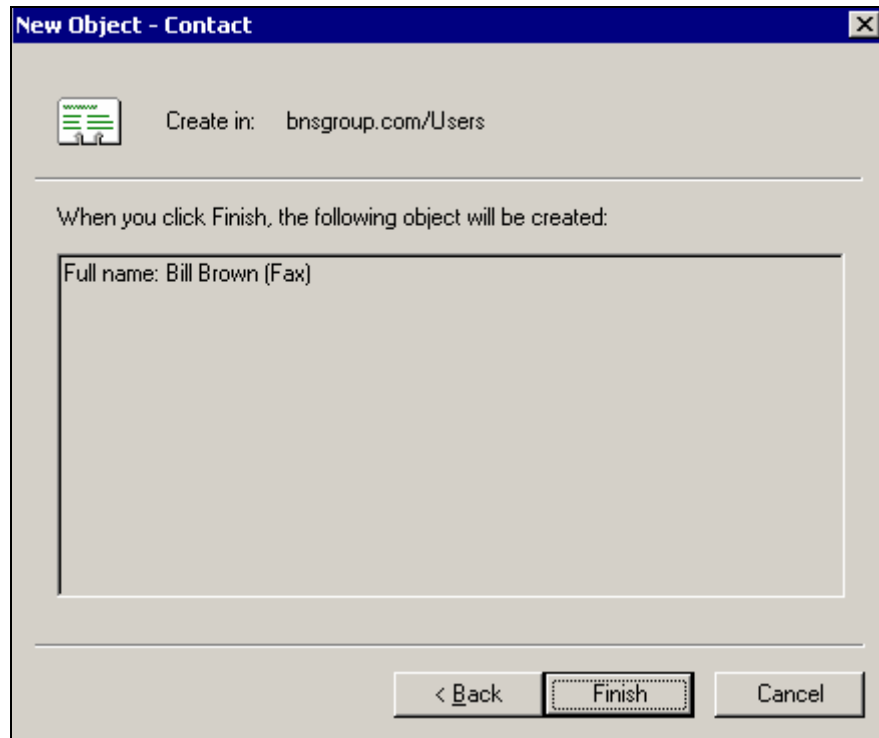 New Object - Contact
Create in: bnsgroup.com/Users
When you click Finish, the following object will be created:
Full name: Bill Brown (Fax)
< Back Finish Cancel